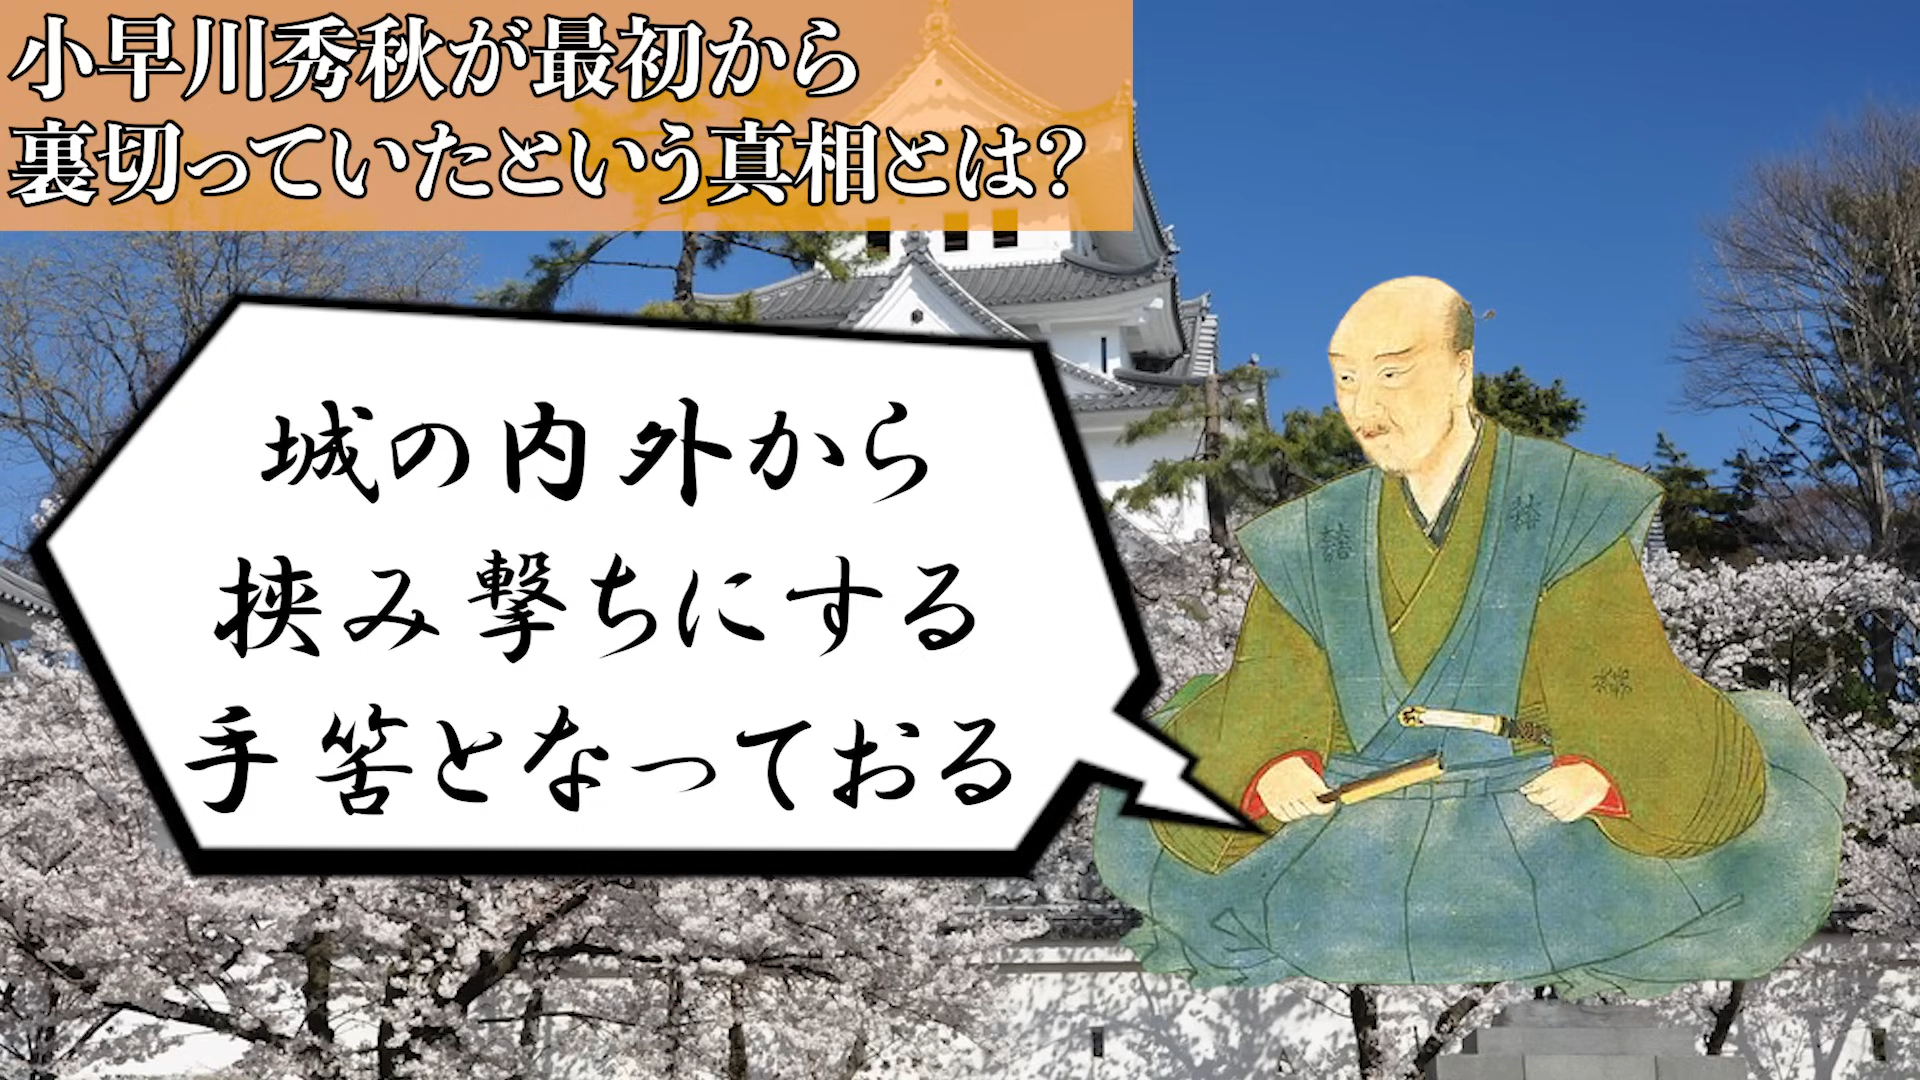 小早川秀秋が最初から
裏切っていたという真相とは?
城の内外から
挟み撃ちにする
手筈となっておる